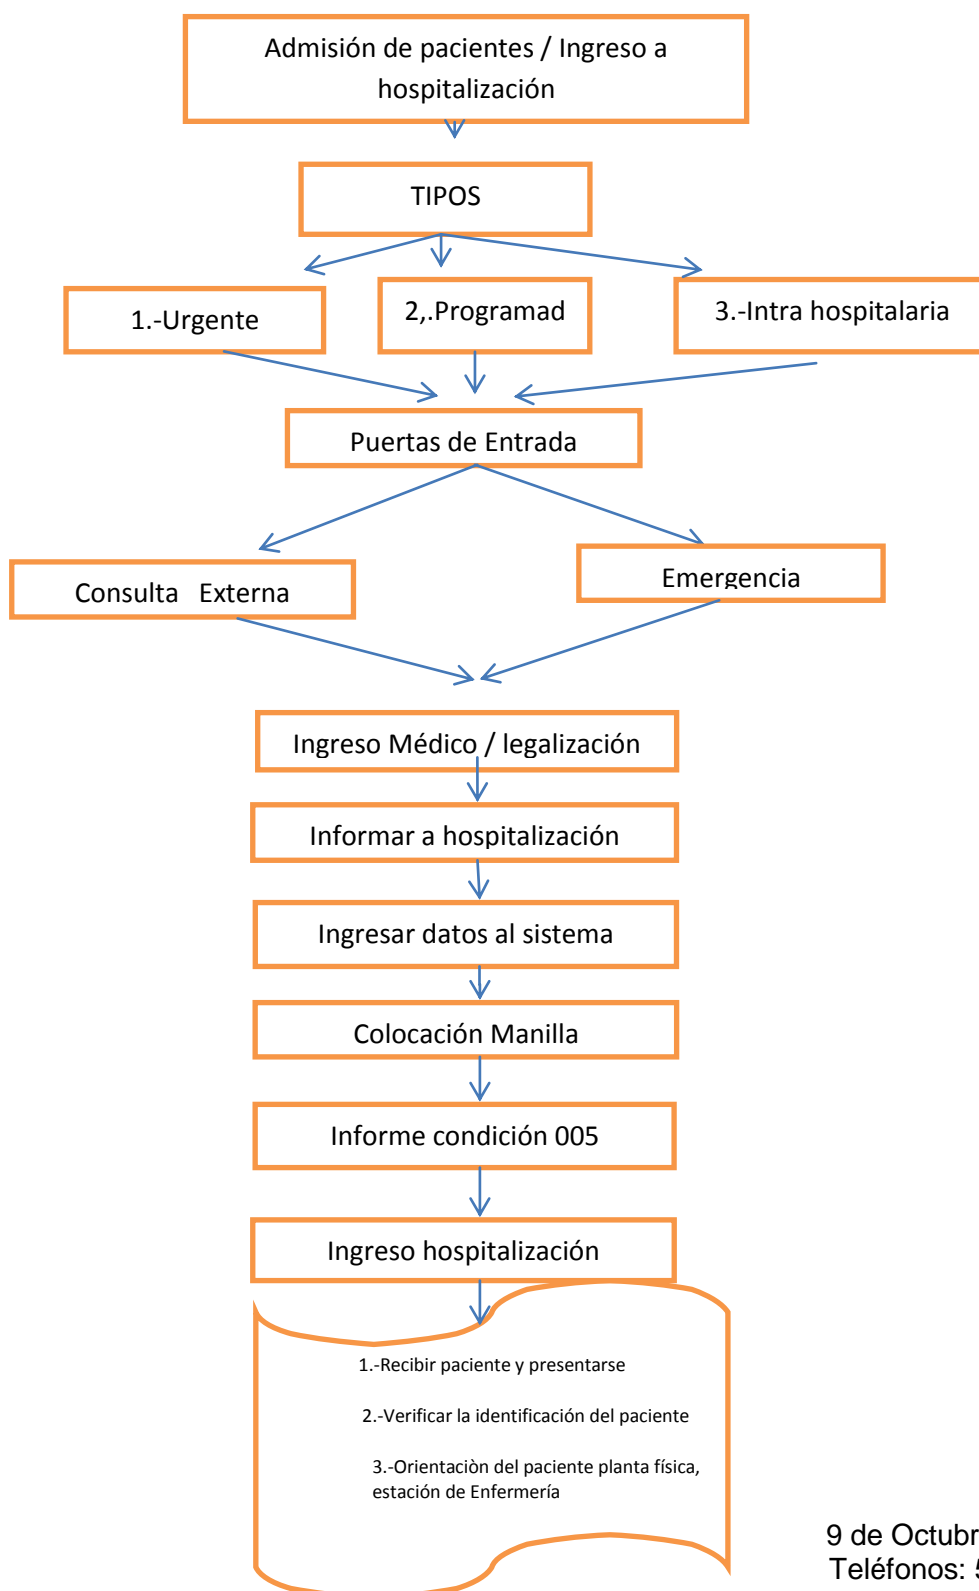 Admisión de pacientes / Ingreso a
hospitalización
TIPOS
1.-Urgente
2,.Programad
3.-Intra hospitalaria
Puertas de Entrada
Consulta Externa
Emergencia
Ingreso Médico / legalización
Informar a hospitalización
Ingresar datos al sistema
Colocación Manilla
Informe condición 005
Ingreso hospitalización
1.-Recibir paciente y presentarse
2.-Verificar la identificación del paciente
3.-Orientaciòn del paciente planta física,
estación de Enfermería
9 de Octubr
Teléfonos: 5